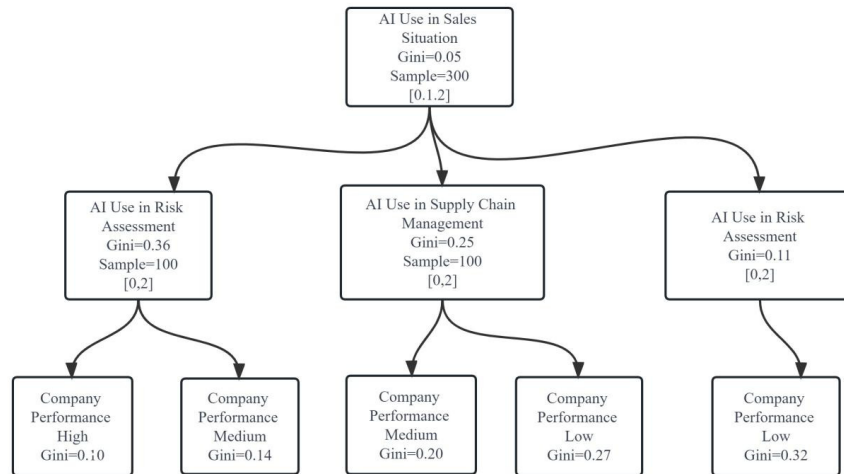 AI Use in Sales
Situation
Gini=0.05
Sample=300
[0.1.2]
AI Use in Risk
Assessment
Gini=0.36
Sample=100
[0,2]
AI Use in Supply Chain
Management
Gini=0.25
Sample=100
[0,2]
AI Use in Risk
Assessment
Gini=0.11
[0,2]
Company
Performance
High
Gini=0.10
Company
Performance
Medium
Gini=0.14
Company
Performance
Medium
Gini=0.20
Company
Performance
Low
Gini=0.27
Company
Performance
Low
Gini=0.32